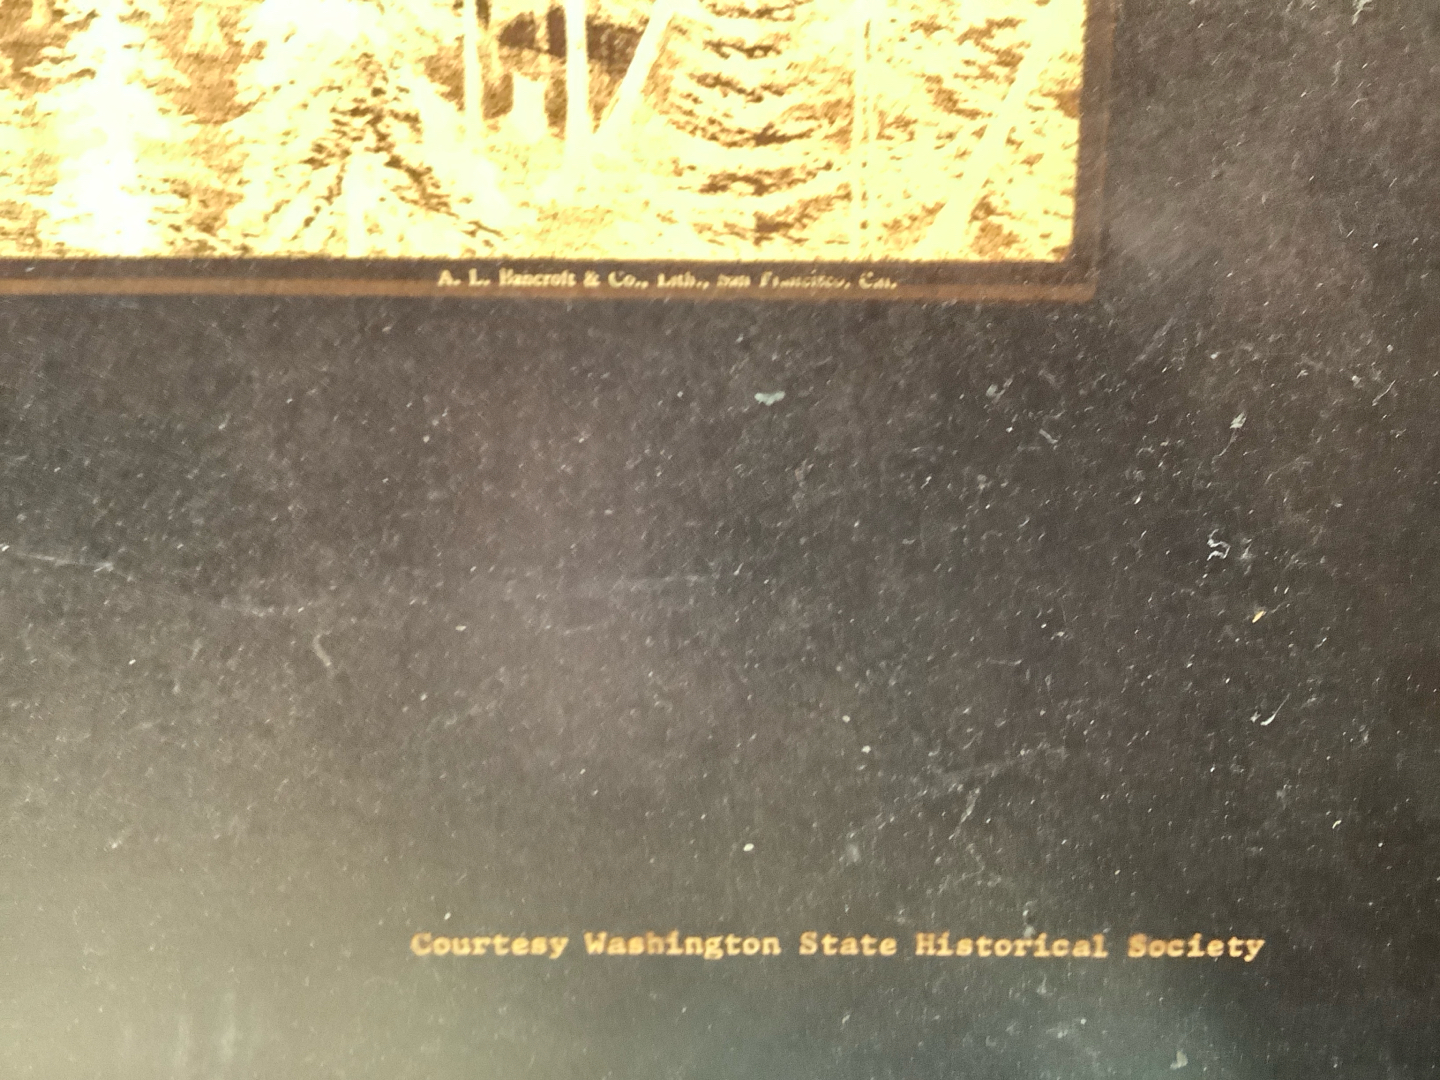 A. L. Bancroft & Co., Lith., San Francisco, Cal.
Courtesy Washington State Historical Society